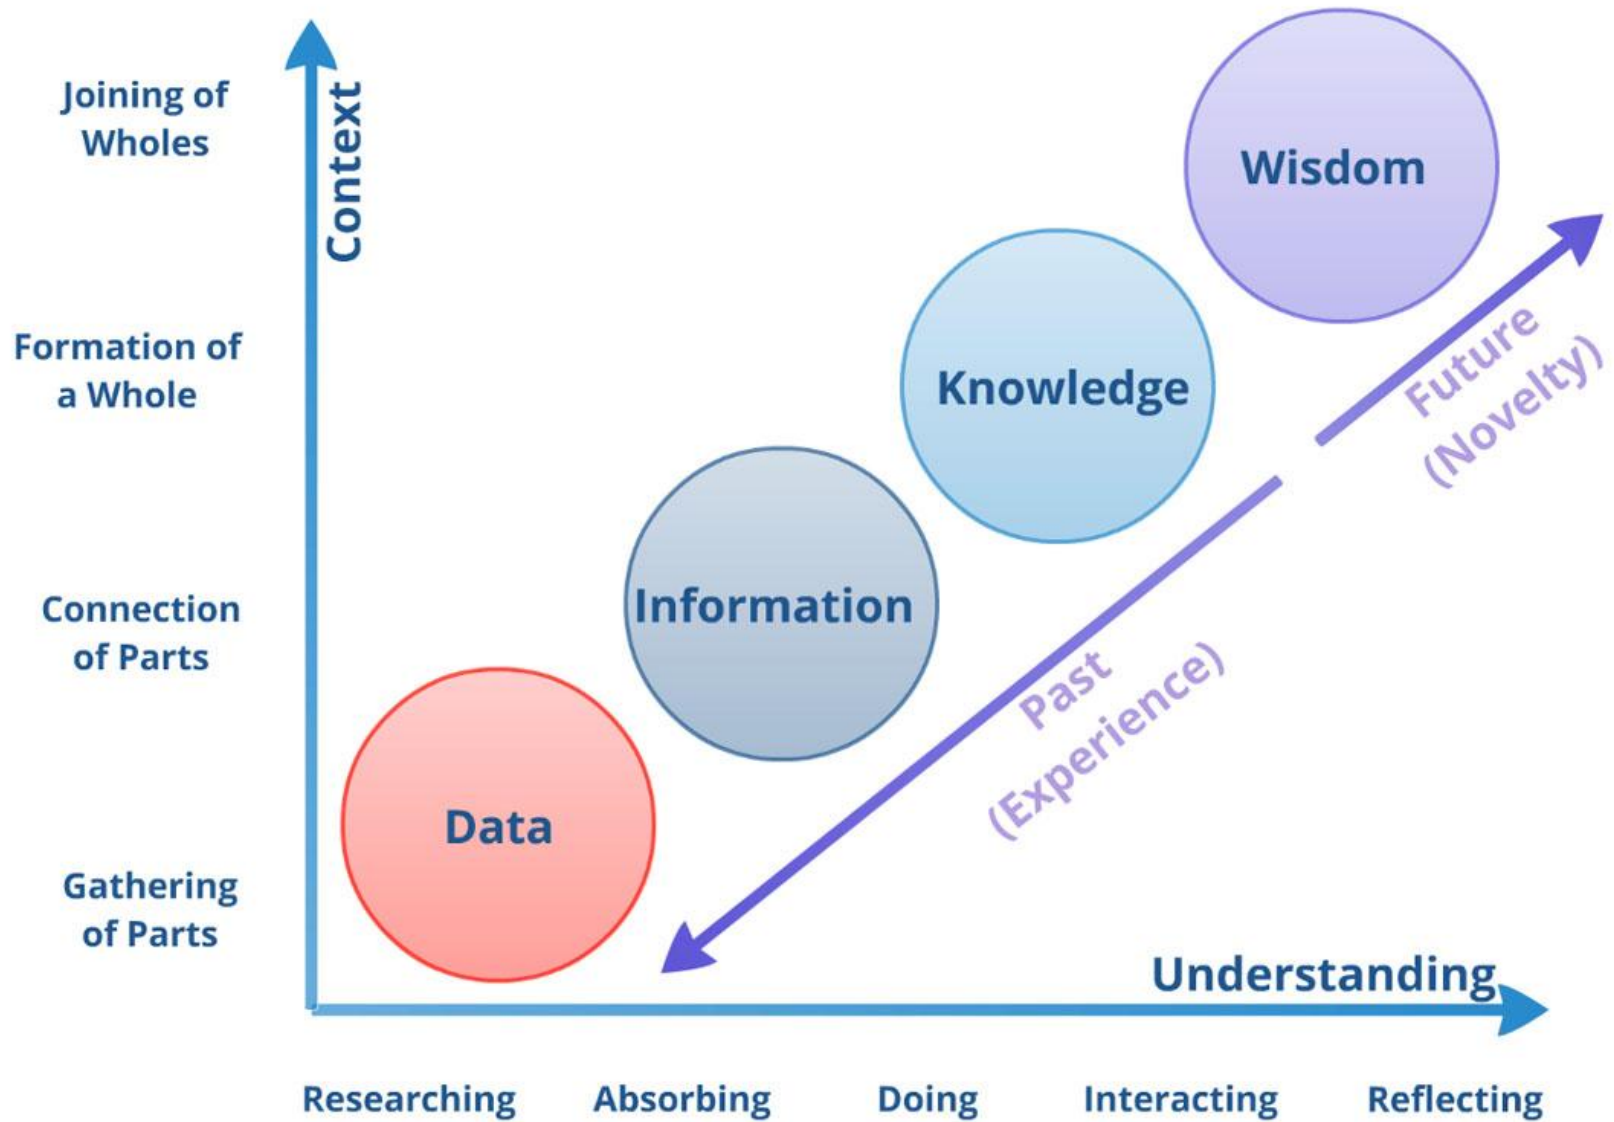 Joining of
Wholes
Context
Wisdom
Formation of
a Whole
Knowledge
Future
(Novelty)
Connection
of Parts
Information
Past
(Experience)
Gathering
of Parts
Data
Understanding
Researching
Absorbing
Doing
Interacting
Reflecting